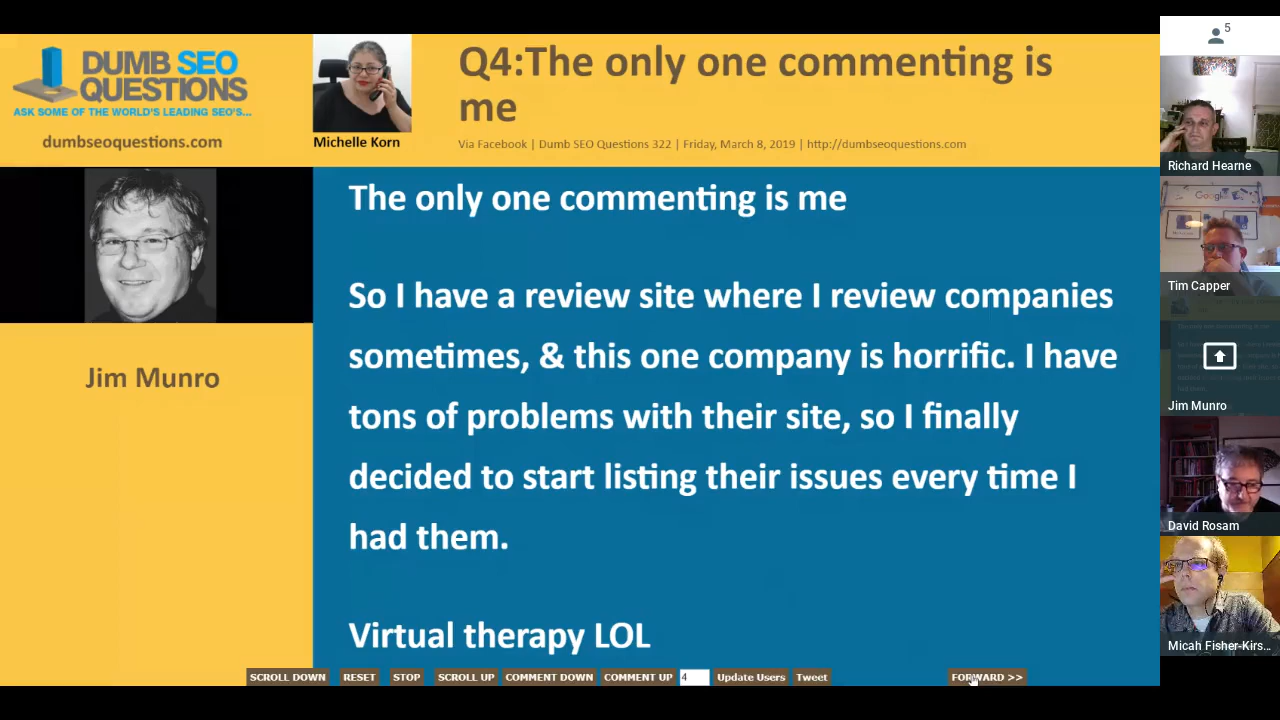 DUMB SEO
QUESTIONS
ASK SOME OF THE WORLD'S LEADING SEO'S...
dumbseoquestions.com
Michelle Korn
Q4:The only one commenting is
me
Via Facebook | Dumb SEO Questions 322 | Friday, March 8, 2019 | http://dumbseoquestions.com
Jim Munro
The only one commenting is me
So I have a review site where I review companies
sometimes, & this one company is horrific. I have
tons of problems with their site, so I finally
decided to start listing their issues every time I
had them.
Virtual therapy LOL
SCROLL DOWN RESET STOP SCROLL UP COMMENT DOWN COMMENT UP 4 Update Users Tweet FORWARD >>
5
Richard Hearne
Google
Tim Capper
Jim Munro
David Rosam
Micah Fisher-Kirs...